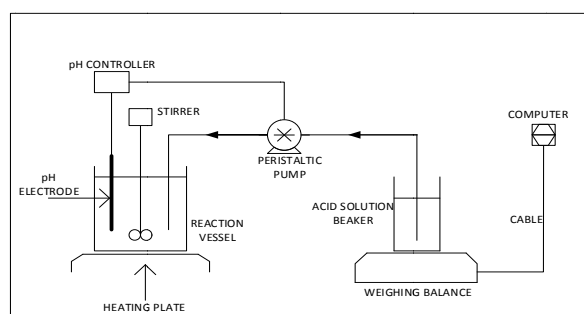 pH CONTROLLER
STIRRER
COMPUTER
PERISTALTIC
PUMP
pH
ELECTRODE
ACID SOLUTION
BEAKER
REACTION
VESSEL
CABLE
WEIGHING BALANCE
HEATING PLATE